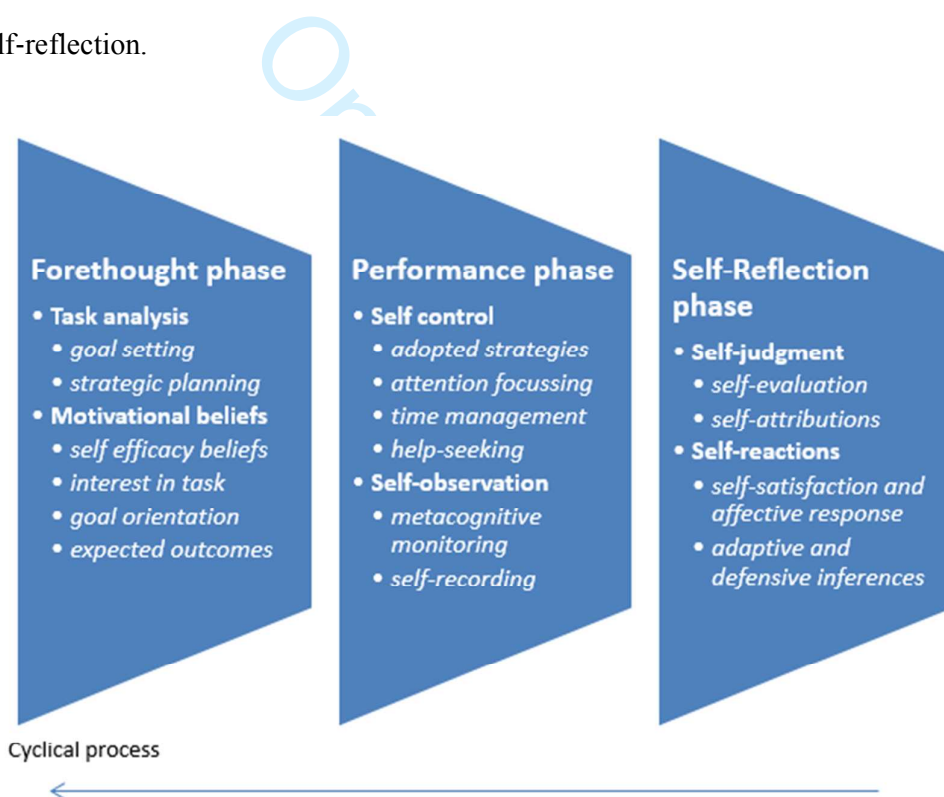 lf-reflection.
Or
Forethought phase
• Task analysis
• goal setting
• strategic planning
• Motivational beliefs
• self efficacy beliefs
• interest in task
• goal orientation
• expected outcomes
Performance phase
• Self control
• adopted strategies
• attention focussing
• time management
• help-seeking
• Self-observation
• metacognitive
monitoring
• self-recording
Self-Reflection
phase
• Self-judgment
• self-evaluation
• self-attributions
• Self-reactions
• self-satisfaction and
affective response
• adaptive and
defensive inferences
Cyclical process